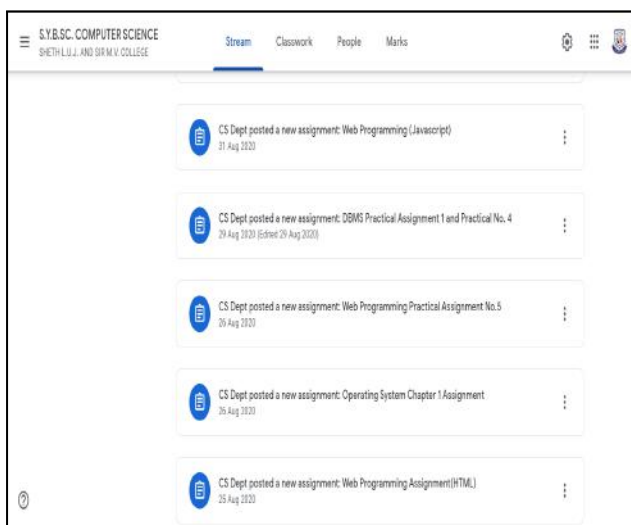 S.Y.B.SC. COMPUTER SCIENCE
SHETH L.U.J. AND SIR M.V. COLLEGE
Stream
Classwork
People
Marks
CS Dept posted a new assignment: Web Programming (Javascript)
31 Aug 2020
CS Dept posted a new assignment: DBMS Practical Assignment 1 and Practical No. 4
29 Aug 2020 (Edited 29 Aug 2020)
CS Dept posted a new assignment: Web Programming Practical Assignment No.5
26 Aug 2020
CS Dept posted a new assignment: Operating System Chapter 1 Assignment
26 Aug 2020
CS Dept posted a new assignment: Web Programming Assignment(HTML)
25 Aug 2020